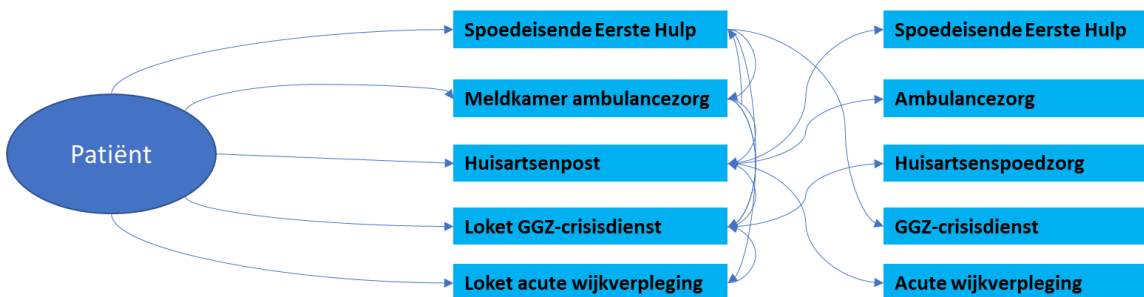 Patiënt
Spoedeisende Eerste Hulp
Meldkamer ambulancezorg
Huisartsenpost
Loket GGZ-crisisdienst
Loket acute wijkverpleging
Spoedeisende Eerste Hulp
Ambulancezorg
Huisartsenspoedzorg
GGZ-crisisdienst
Acute wijkverpleging